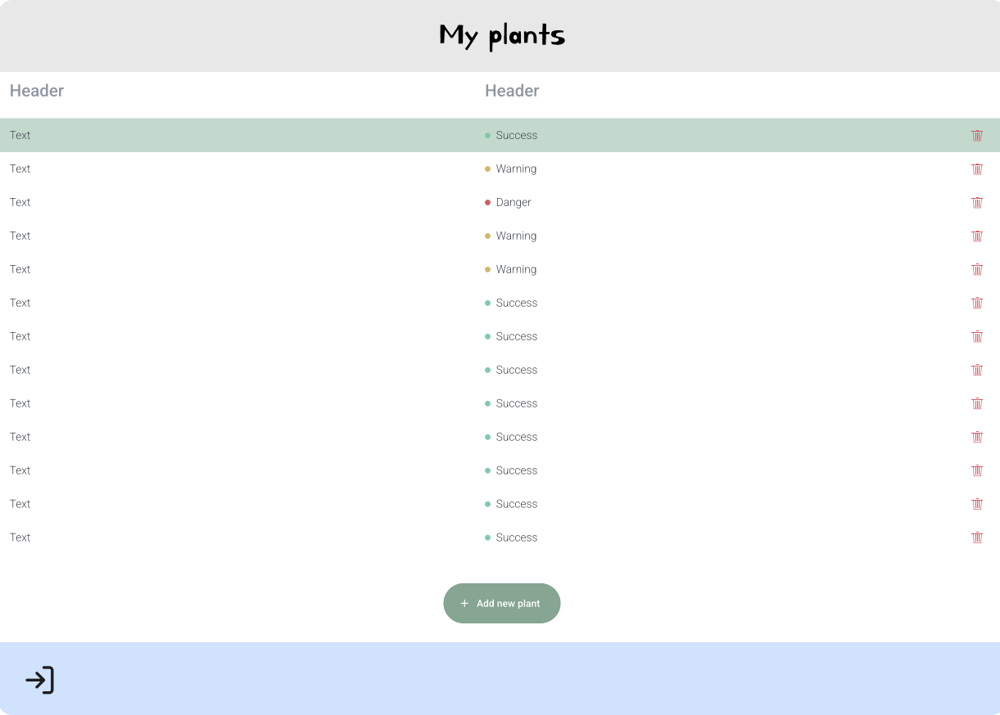 My plants
Header Header
Text Success
Text Warning
Text Danger
Text Warning
Text Warning
Text Success
Text Success
Text Success
Text Success
Text Success
Text Success
Text Success
Text Success
+ Add new plant